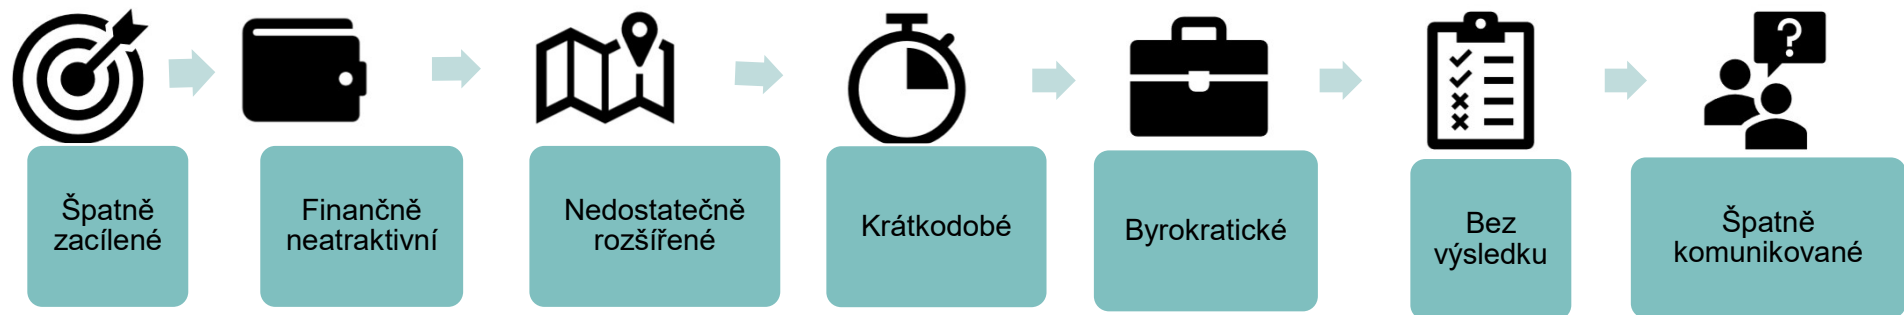 Špatně
zacílené
Finančně
neatraktivní
Nedostatečně
rozšířené
Krátkodobé
Byrokratické
Bez
výsledku
Špatně
komunikované
?